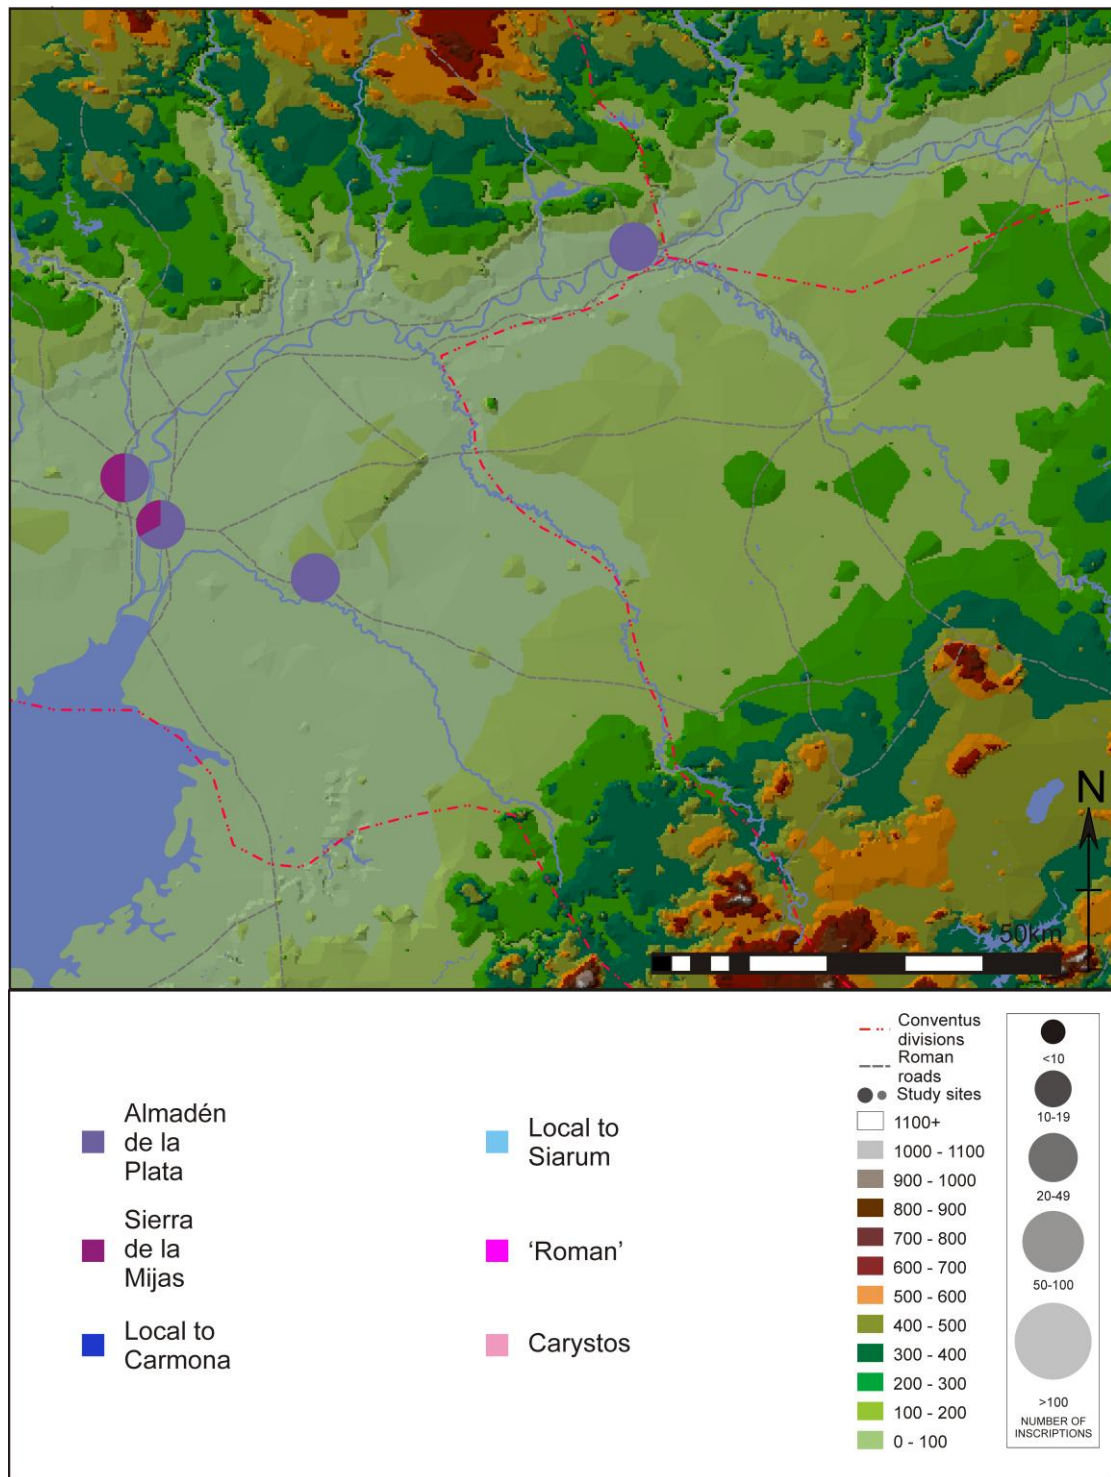 N
50km
Almadén
de la
Plata
Sierra
de la
Mijas
Local to
Carmona
Local to
Siarum
‘Roman’
Carystos
Conventus
divisions
Roman
roads
Study sites
1100+
1000 - 1100
900 - 1000
800 - 900
700 - 800
600 - 700
500 - 600
400 - 500
300 - 400
200 - 300
100 - 200
0 - 100
<10
10-19
20-49
50-100
>100
NUMBER OF
INSCRIPTIONS